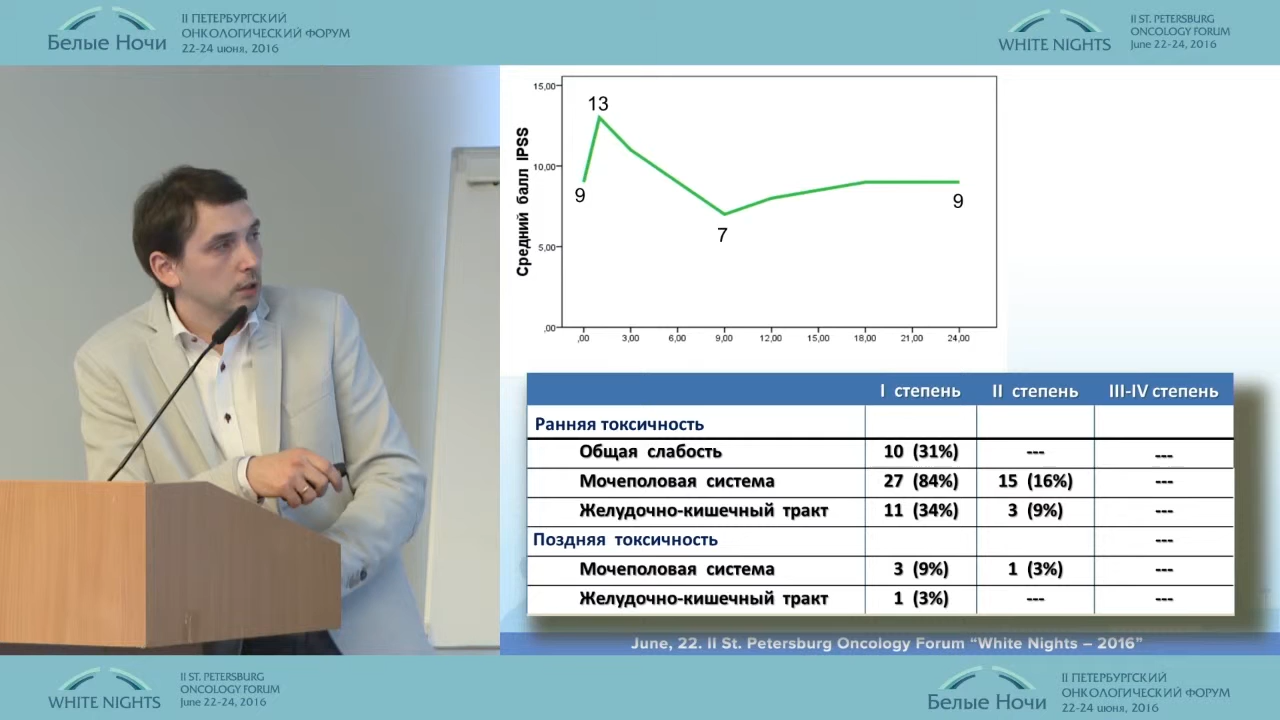 Белые Ночи
II ПЕТЕРБУРГСКИЙ
ОНКОЛОГИЧЕСКИЙ ФОРУМ
22-24 июня, 2016
WHITE NIGHTS
II ST. PETERSBURG
ONCOLOGY FORUM
June 22-24, 2016
Средний балл IPSS
15,00
10,00
5,00
,00
13
9
7
9
,00 3,00 6,00 9,00 12,00 15,00 18,00 21,00 24,00
I степень II степень III-IV степень
Ранняя токсичность
Общая слабость 10 (31%) --- ---
Мочеполовая система 27 (84%) 15 (16%) ---
Желудочно-кишечный тракт 11 (34%) 3 (9%) ---
Поздняя токсичность ---
Мочеполовая система 3 (9%) 1 (3%) ---
Желудочно-кишечный тракт 1 (3%) --- ---
June, 22. II St. Petersburg Oncology Forum “White Nights – 2016”
WHITE NIGHTS
II ST. PETERSBURG
ONCOLOGY FORUM
June 22-24, 2016
Белые Ночи
II ПЕТЕРБУРГСКИЙ
ОНКОЛОГИЧЕСКИЙ ФОРУМ
22-24 июня, 2016